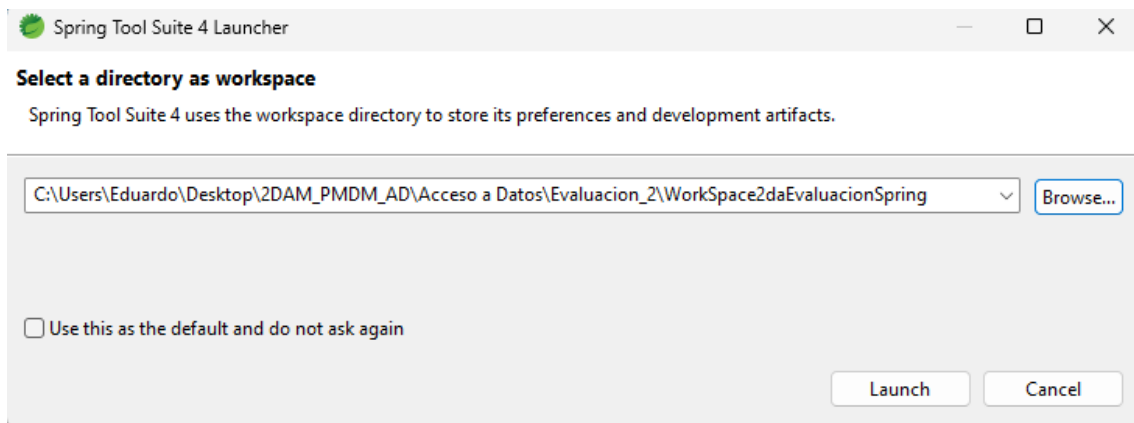 Spring Tool Suite 4 Launcher
Select a directory as workspace
Spring Tool Suite 4 uses the workspace directory to store its preferences and development artifacts.
C:\Users\Eduardo\Desktop\2DAM_PMDM_AD\Acceso a Datos\Evaluacion_2\WorkSpace2daEvaluacionSpring
Browse...
Use this as the default and do not ask again
Launch
Cancel